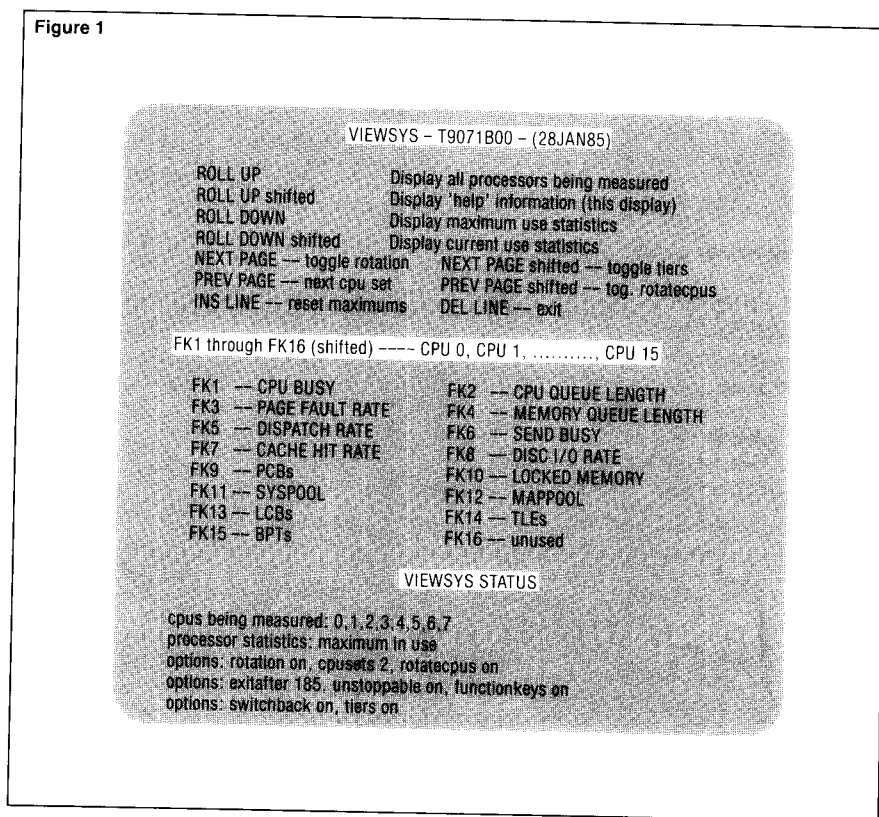 Figure 1
VIEWSYS – T9071B00 – (28JAN85)
ROLL UP Display all processors being measured
ROLL UP shifted Display 'help' information (this display)
ROLL DOWN Display maximum use statistics
ROLL DOWN shifted Display current use statistics
NEXT PAGE — toggle rotation NEXT PAGE shifted — toggle tiers
PREV PAGE — next cpu set PREV PAGE shifted — tog. rotatecpus
INS LINE — reset maximums DEL LINE — exit
FK1 through FK16 (shifted) ---- CPU 0, CPU 1, .........., CPU 15
FK1 — CPU BUSY FK2 — CPU QUEUE LENGTH
FK3 — PAGE FAULT RATE FK4 — MEMORY QUEUE LENGTH
FK5 — DISPATCH RATE FK6 — SEND BUSY
FK7 — CACHE HIT RATE FK8 — DISC I/O RATE
FK9 — PCBs FK10 — LOCKED MEMORY
FK11 — SYSPOOL FK12 — MAPPOOL
FK13 — LCBs FK14 — TLEs
FK15 — BPTs FK16 — unused
VIEWSYS STATUS
cpus being measured: 0,1,2,3,4,5,6,7
processor statistics: maximum in use
options: rotation on, cpusets 2, rotatecpus on
options: exitafter 185, unstoppable on, functionkeys on
options: switchback on, tiers on